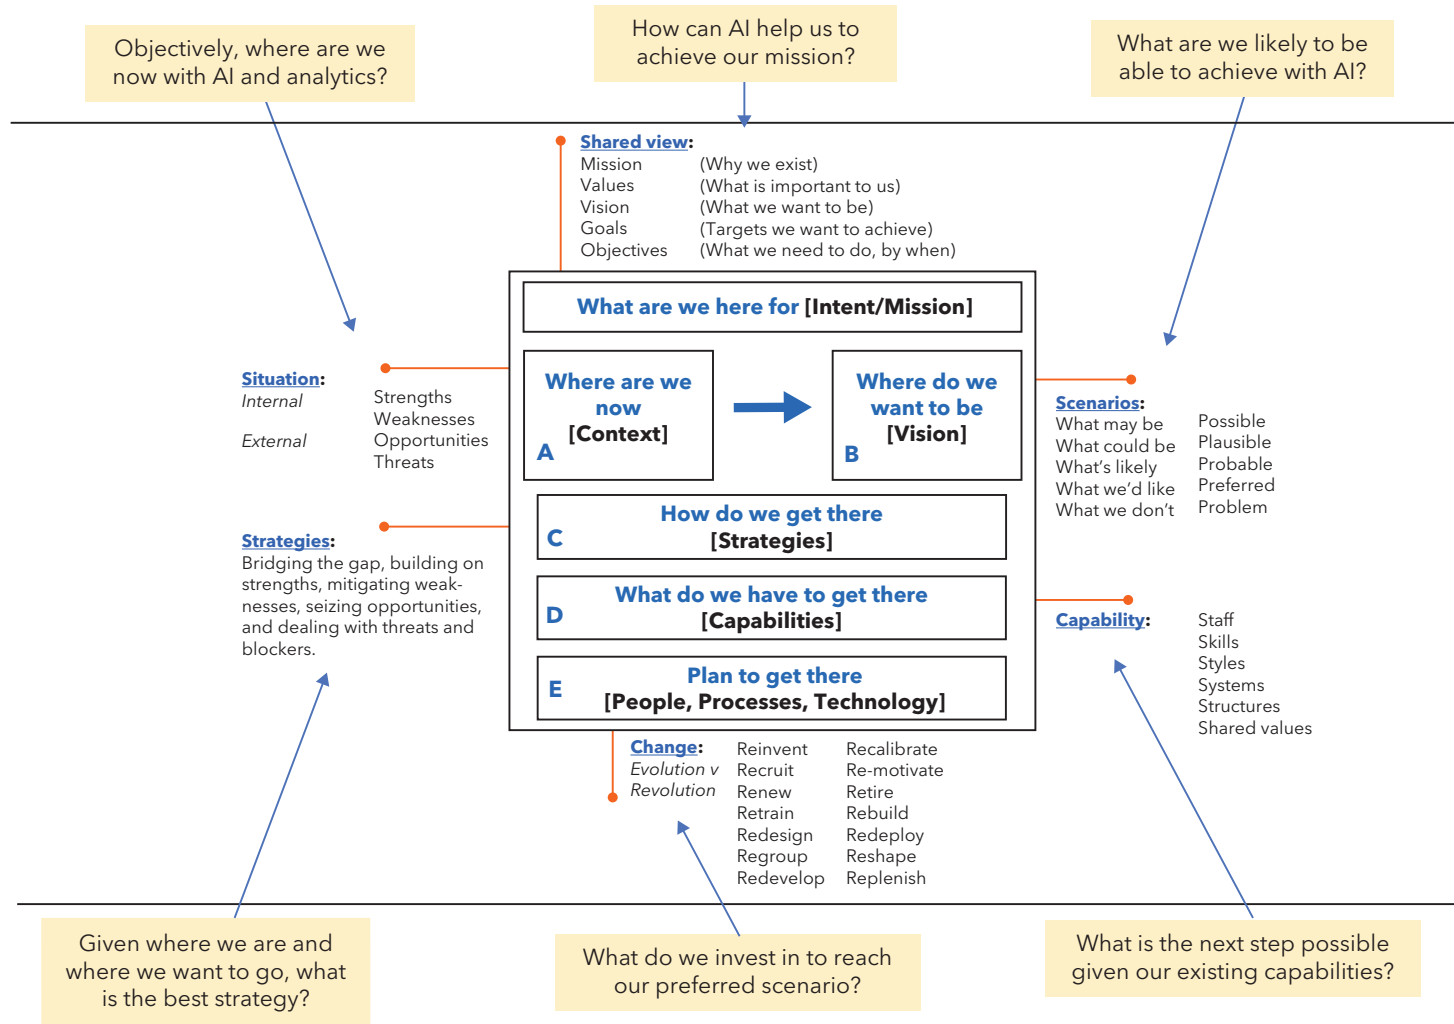 Objectively, where are we
now with AI and analytics?
How can AI help us to
achieve our mission?
What are we likely to be
able to achieve with AI?
Shared view:
Mission (Why we exist)
Values (What is important to us)
Vision (What we want to be)
Goals (Targets we want to achieve)
Objectives (What we need to do, by when)
What are we here for [Intent/Mission]
Situation:
Internal
External
Strengths
Weaknesses
Opportunities
Threats
Where are we
now
[Context]
A
Where do we
want to be
[Vision]
B
Scenarios:
What may be
What could be
What's likely
What we'd like
What we don't
Possible
Plausible
Probable
Preferred
Problem
Strategies:
Bridging the gap, building on
strengths, mitigating weak-
nesses, seizing opportunities,
and dealing with threats and
blockers.
How do we get there
C
[Strategies]
What do we have to get there
D
[Capabilities]
Plan to get there
E
[People, Processes, Technology]
Capability:
Staff
Skills
Styles
Systems
Structures
Shared values
Change:
Evolution v
Revolution
Reinvent
Recruit
Renew
Retrain
Redesign
Regroup
Redevelop
Recalibrate
Re-motivate
Retire
Rebuild
Redeploy
Reshape
Replenish
Given where we are and
where we want to go, what
is the best strategy?
What do we invest in to reach
our preferred scenario?
What is the next step possible
given our existing capabilities?